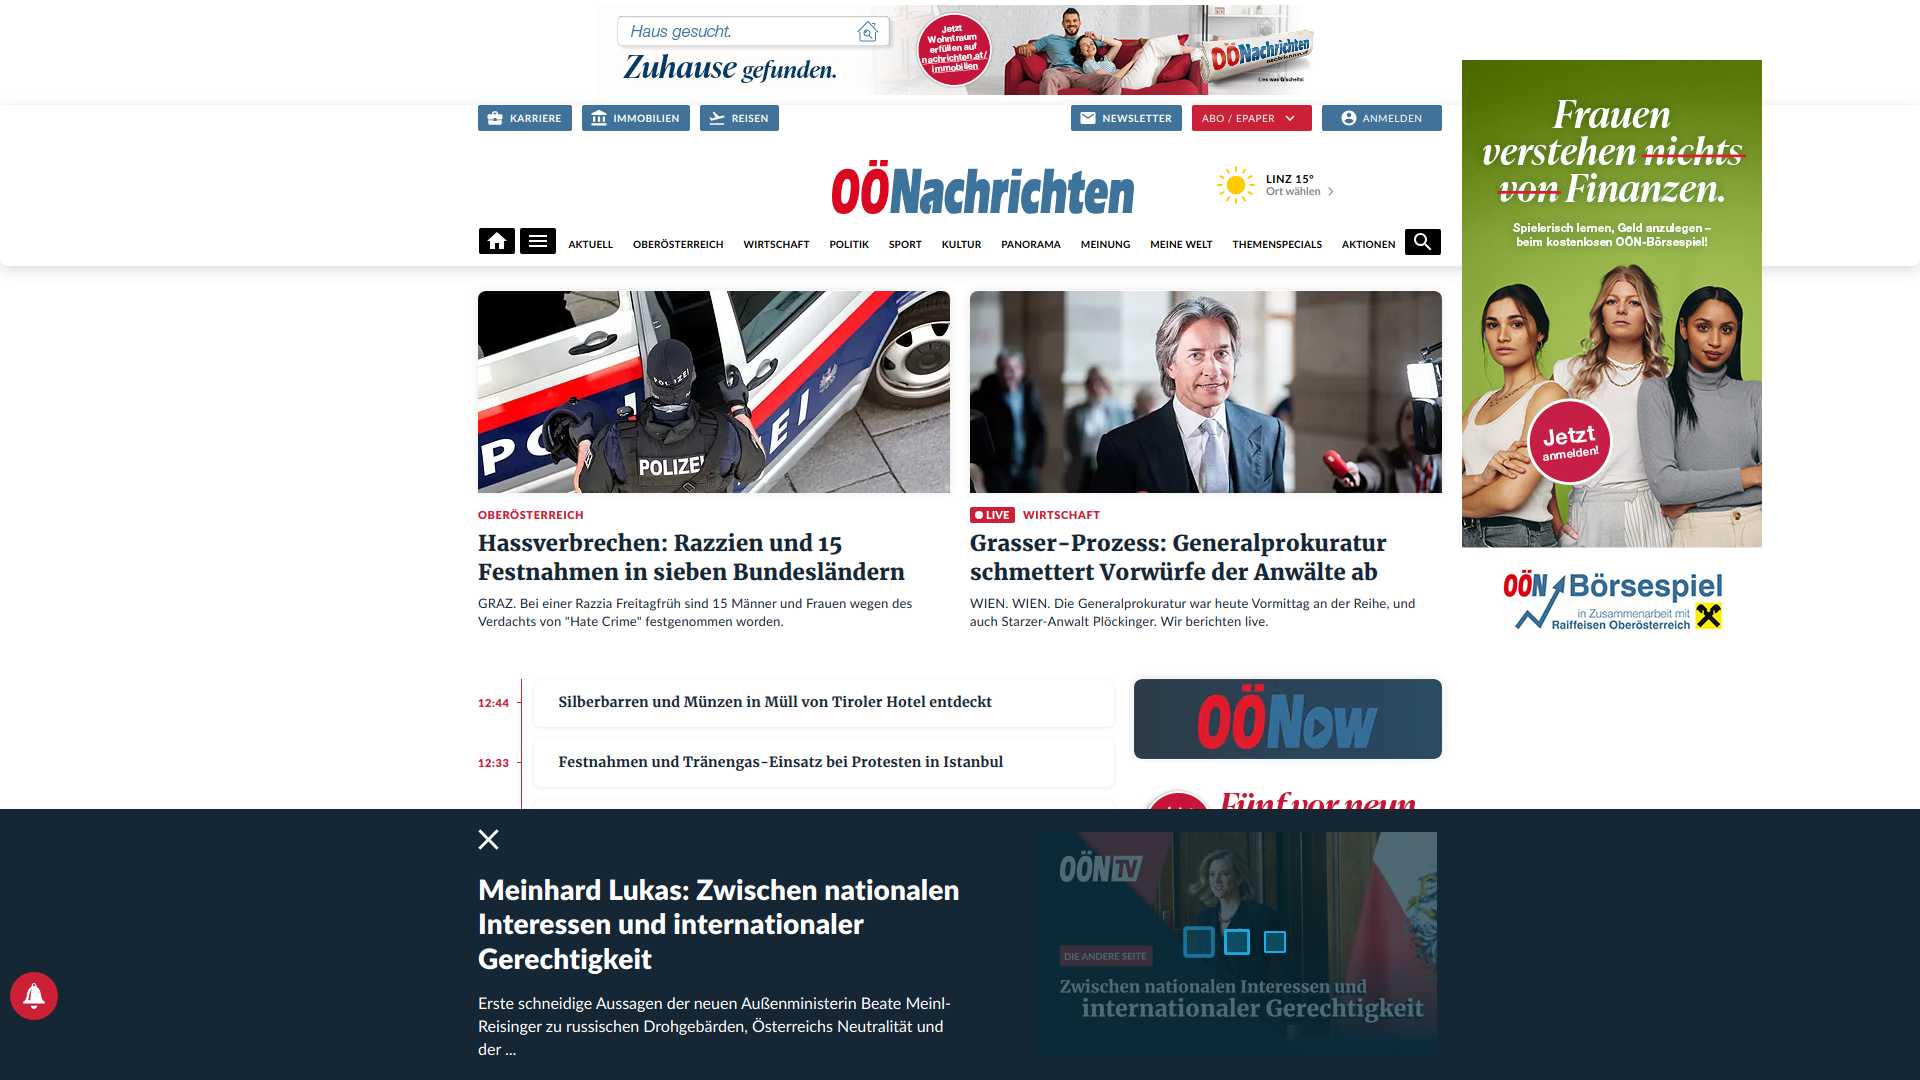 Haus gesucht.
Zuhause gefunden.
Jetzt
Wohntraum
erfüllen auf
nachrichten.at/
immobilien
OÖNachrichten
Lies was G'scheits!
KARRIERE
IMMOBILIEN
REISEN
NEWSLETTER
ABO / EPAPER
ANMELDEN
OÖNachrichten
LINZ 15°
Ort wählen
AKTUELL
OBERÖSTERREICH
WIRTSCHAFT
POLITIK
SPORT
KULTUR
PANORAMA
MEINUNG
MEINE WELT
THEMENSPECIALS
AKTIONEN
Frauen
verstehen nichts
von Finanzen.
Spielerisch lernen, Geld anzulegen –
beim kostenlosen OÖN-Börsespiel!
Jetzt
anmelden!
OÖN Börsespiel
in Zusammenarbeit mit
Raiffeisen Oberösterreich
POLIZEI
POLIZEI
OBERÖSTERREICH
Hassverbrechen: Razzien und 15
Festnahmen in sieben Bundesländern
GRAZ. Bei einer Razzia Freitagfrüh sind 15 Männer und Frauen wegen des
Verdachts von "Hate Crime" festgenommen worden.
LIVE WIRTSCHAFT
Grasser-Prozess: Generalprokuratur
schmettert Vorwürfe der Anwälte ab
WIEN. WIEN. Die Generalprokuratur war heute Vormittag an der Reihe, und
auch Starzer-Anwalt Plöckinger. Wir berichten live.
12:44
Silberbarren und Münzen in Müll von Tiroler Hotel entdeckt
12:33
Festnahmen und Tränengas-Einsatz bei Protesten in Istanbul
OÖNow
Fünf vor neun
Meinhard Lukas: Zwischen nationalen
Interessen und internationaler
Gerechtigkeit
Erste schneidige Aussagen der neuen Außenministerin Beate Meinl-
Reisinger zu russischen Drohgebärden, Österreichs Neutralität und
der ...
OÖN TV
DIE ANDERE SEITE
Zwischen nationalen Interessen und
internationaler Gerechtigkeit